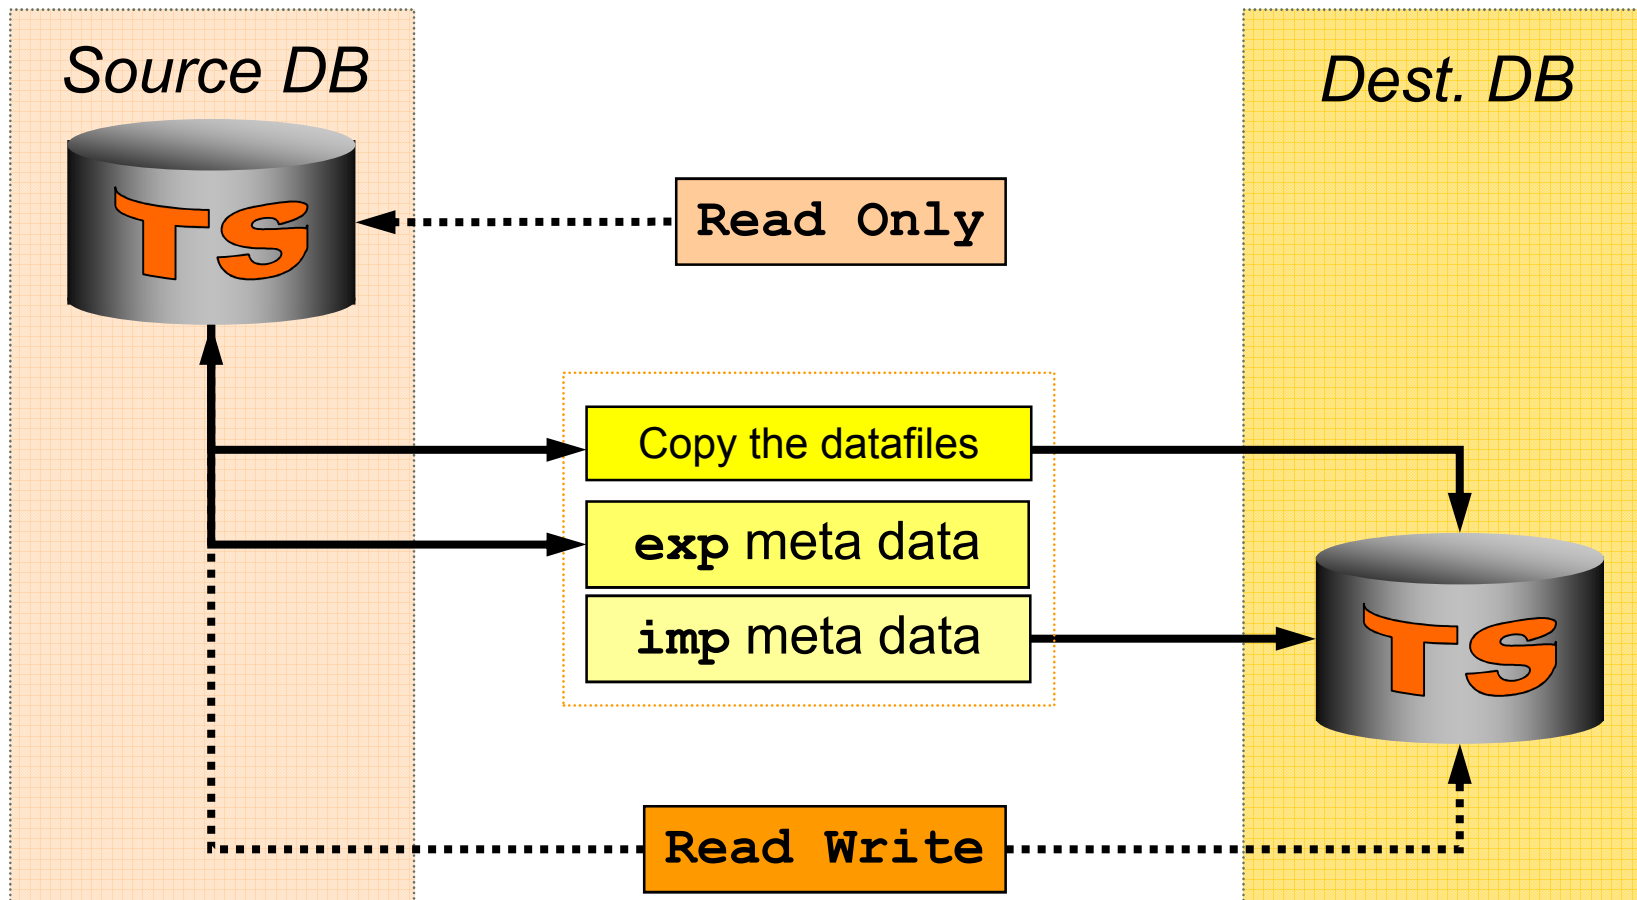 Source DB
Dest. DB
TS
Read Only
Copy the datafiles
exp meta data
imp meta data
TS
Read Write